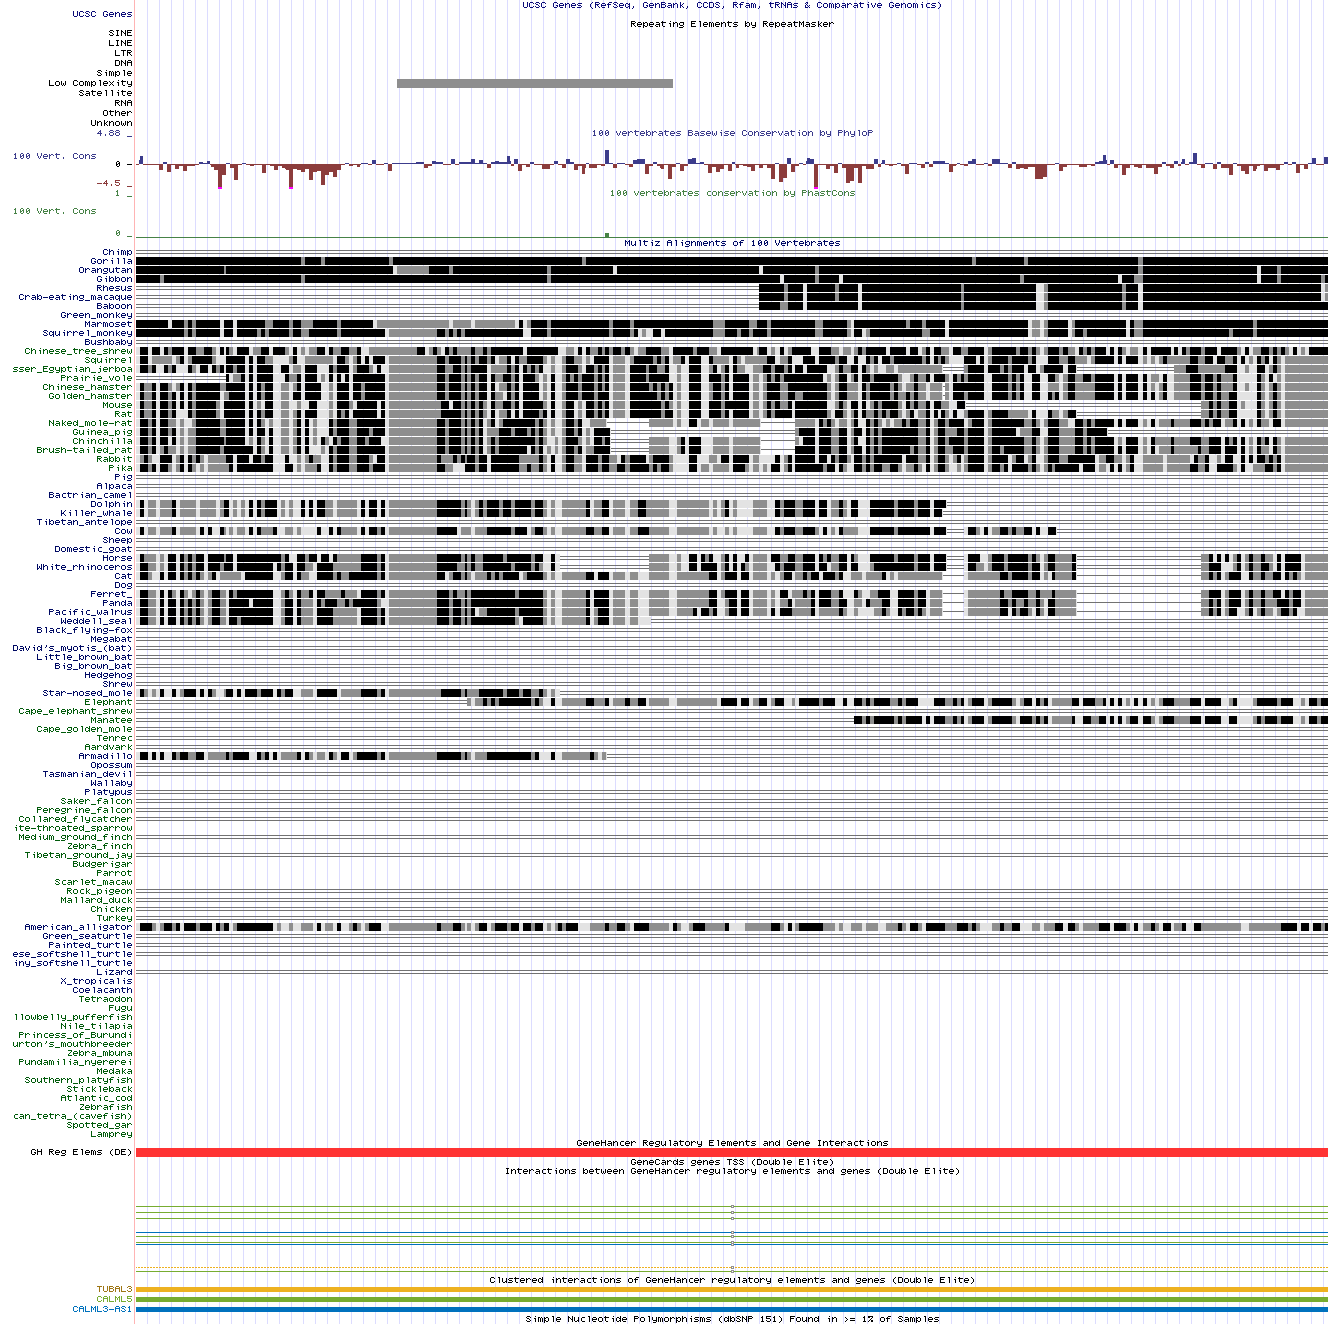 UCSC Genes (RefSeq, GenBank, CCDS, Rfam, tRNAs & Comparative Genomics)
UCSC Genes
Repeating Elements by RepeatMasker
SINE
LINE
LTR
DNA
Simple
Low Complexity
Satellite
RNA
Other
Unknown
4.88 _
100 vertebrates Basewise Conservation by PhyloP
100 Vert. Cons
0 _
-4.5 _
1 _
100 vertebrates conservation by PhastCons
100 Vert. Cons
0 _
Multiz Alignments of 100 Vertebrates
Chimp
Gorilla
Orangutan
Gibbon
Rhesus
Crab-eating_macaque
Baboon
Green_monkey
Marmoset
Squirrel_monkey
Bushbaby
Chinese_tree_shrew
Squirrel
sser_Egyptian_jerboa
Prairie_vole
Chinese_hamster
Golden_hamster
Mouse
Rat
Naked_mole-rat
Guinea_pig
Chinchilla
Brush-tailed_rat
Rabbit
Pika
Pig
Alpaca
Bactrian_camel
Dolphin
Killer_whale
Tibetan_antelope
Cow
Sheep
Domestic_goat
Horse
White_rhinoceros
Cat
Dog
Ferret_
Panda
Pacific_walrus
Weddell_seal
Black_flying-fox
Megabat
David's_myotis_(bat)
Little_brown_bat
Big_brown_bat
Hedgehog
Shrew
Star-nosed_mole
Elephant
Cape_elephant_shrew
Manatee
Cape_golden_mole
Tenrec
Aardvark
Armadillo
Opossum
Tasmanian_devil
Wallaby
Platypus
Saker_falcon
Peregrine_falcon
Collared_flycatcher
ite-throated_sparrow
Medium_ground_finch
Zebra_finch
Tibetan_ground_jay
Budgerigar
Parrot
Scarlet_macaw
Rock_pigeon
Mallard_duck
Chicken
Turkey
American_alligator
Green_seaturtle
Painted_turtle
ese_softshell_turtle
iny_softshell_turtle
Lizard
X_tropicalis
Coelacanth
Tetraodon
Fugu
llowbelly_pufferfish
Nile_tilapia
Princess_of_Burundi
urton's_mouthbreeder
Zebra_mbuna
Pundamilia_nyererei
Medaka
Southern_platyfish
Stickleback
Atlantic_cod
Zebrafish
can_tetra_(cavefish)
Spotted_gar
Lamprey
GeneHancer Regulatory Elements and Gene Interactions
GH Reg Elems (DE)
GeneCards genes TSS (Double Elite)
Interactions between GeneHancer regulatory elements and genes (Double Elite)
Clustered interactions of GeneHancer regulatory elements and genes (Double Elite)
TUBAL3
CALML5
CALML3-AS1
Simple Nucleotide Polymorphisms (dbSNP 151) Found in >= 1% of Samples